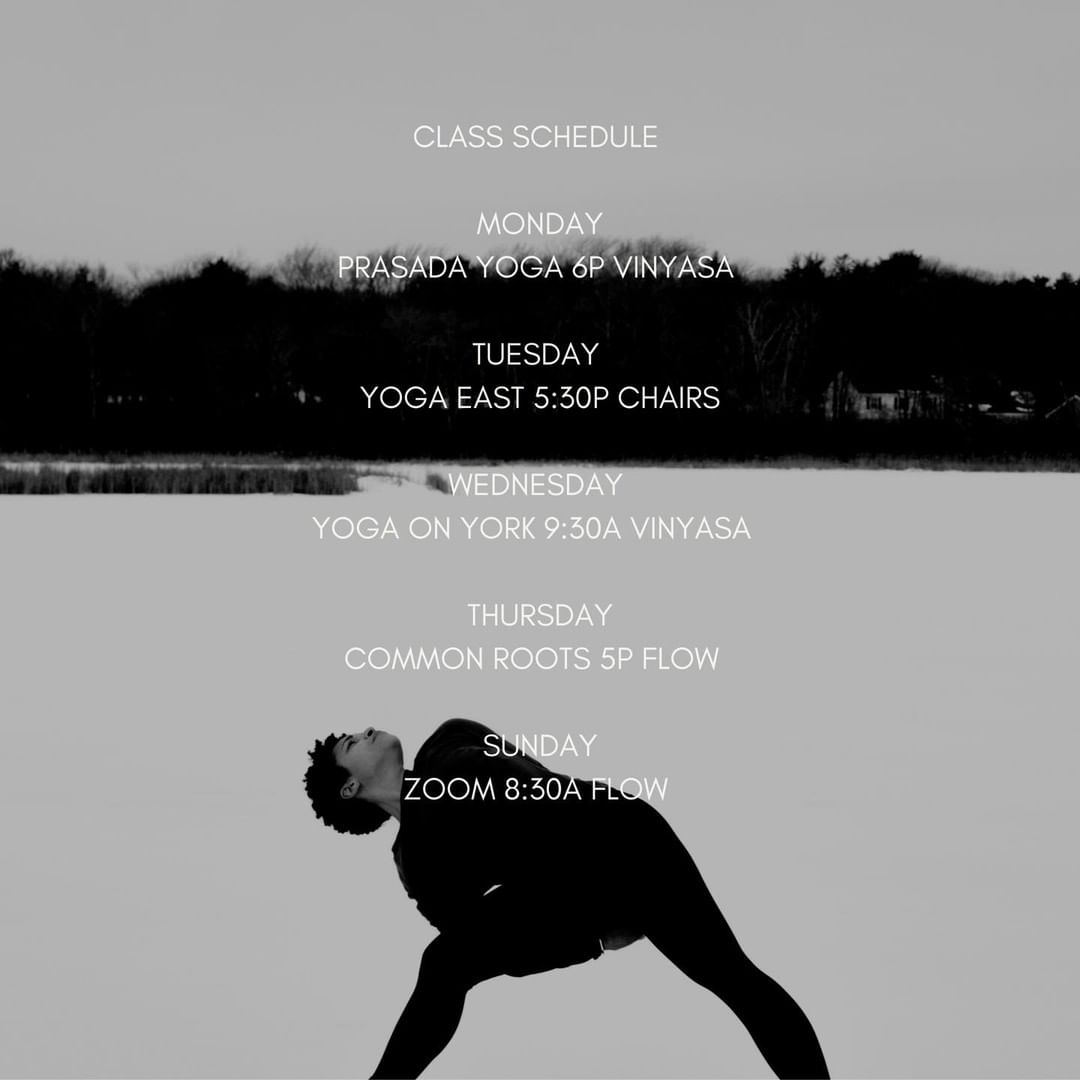 CLASS SCHEDULE
MONDAY
PRASADA YOGA 6P VINYASA
TUESDAY
YOGA EAST 5:30P CHAIRS
WEDNESDAY
YOGA ON YORK 9:30A VINYASA
THURSDAY
COMMON ROOTS 5P FLOW
SUNDAY
ZOOM 8:30A FLOW